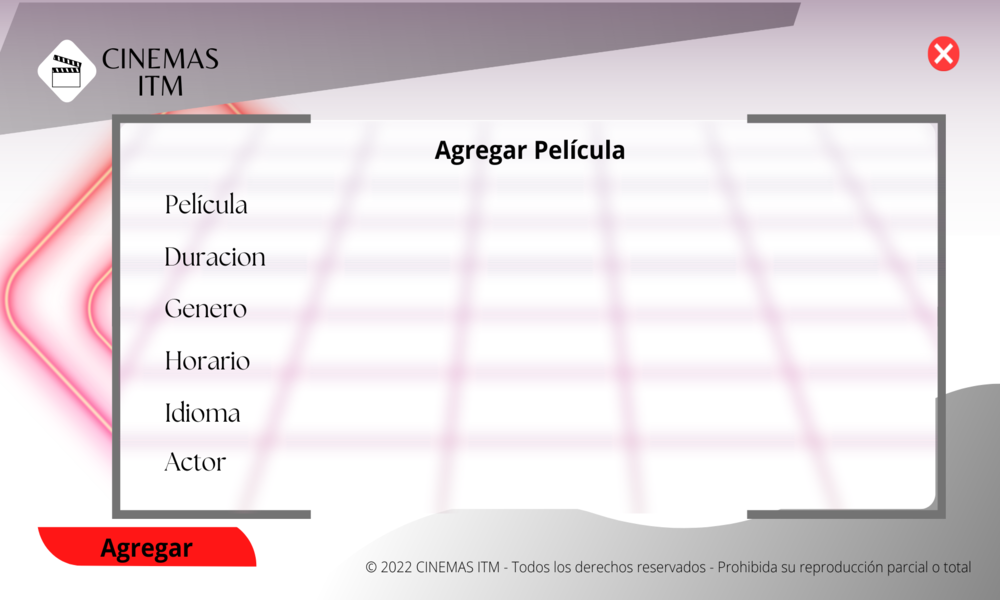 CINEMAS
ITM
Agregar Película
Película
Duracion
Genero
Horario
Idioma
Actor
Agregar
© 2022 CINEMAS ITM - Todos los derechos reservados - Prohibida su reproducción parcial o total